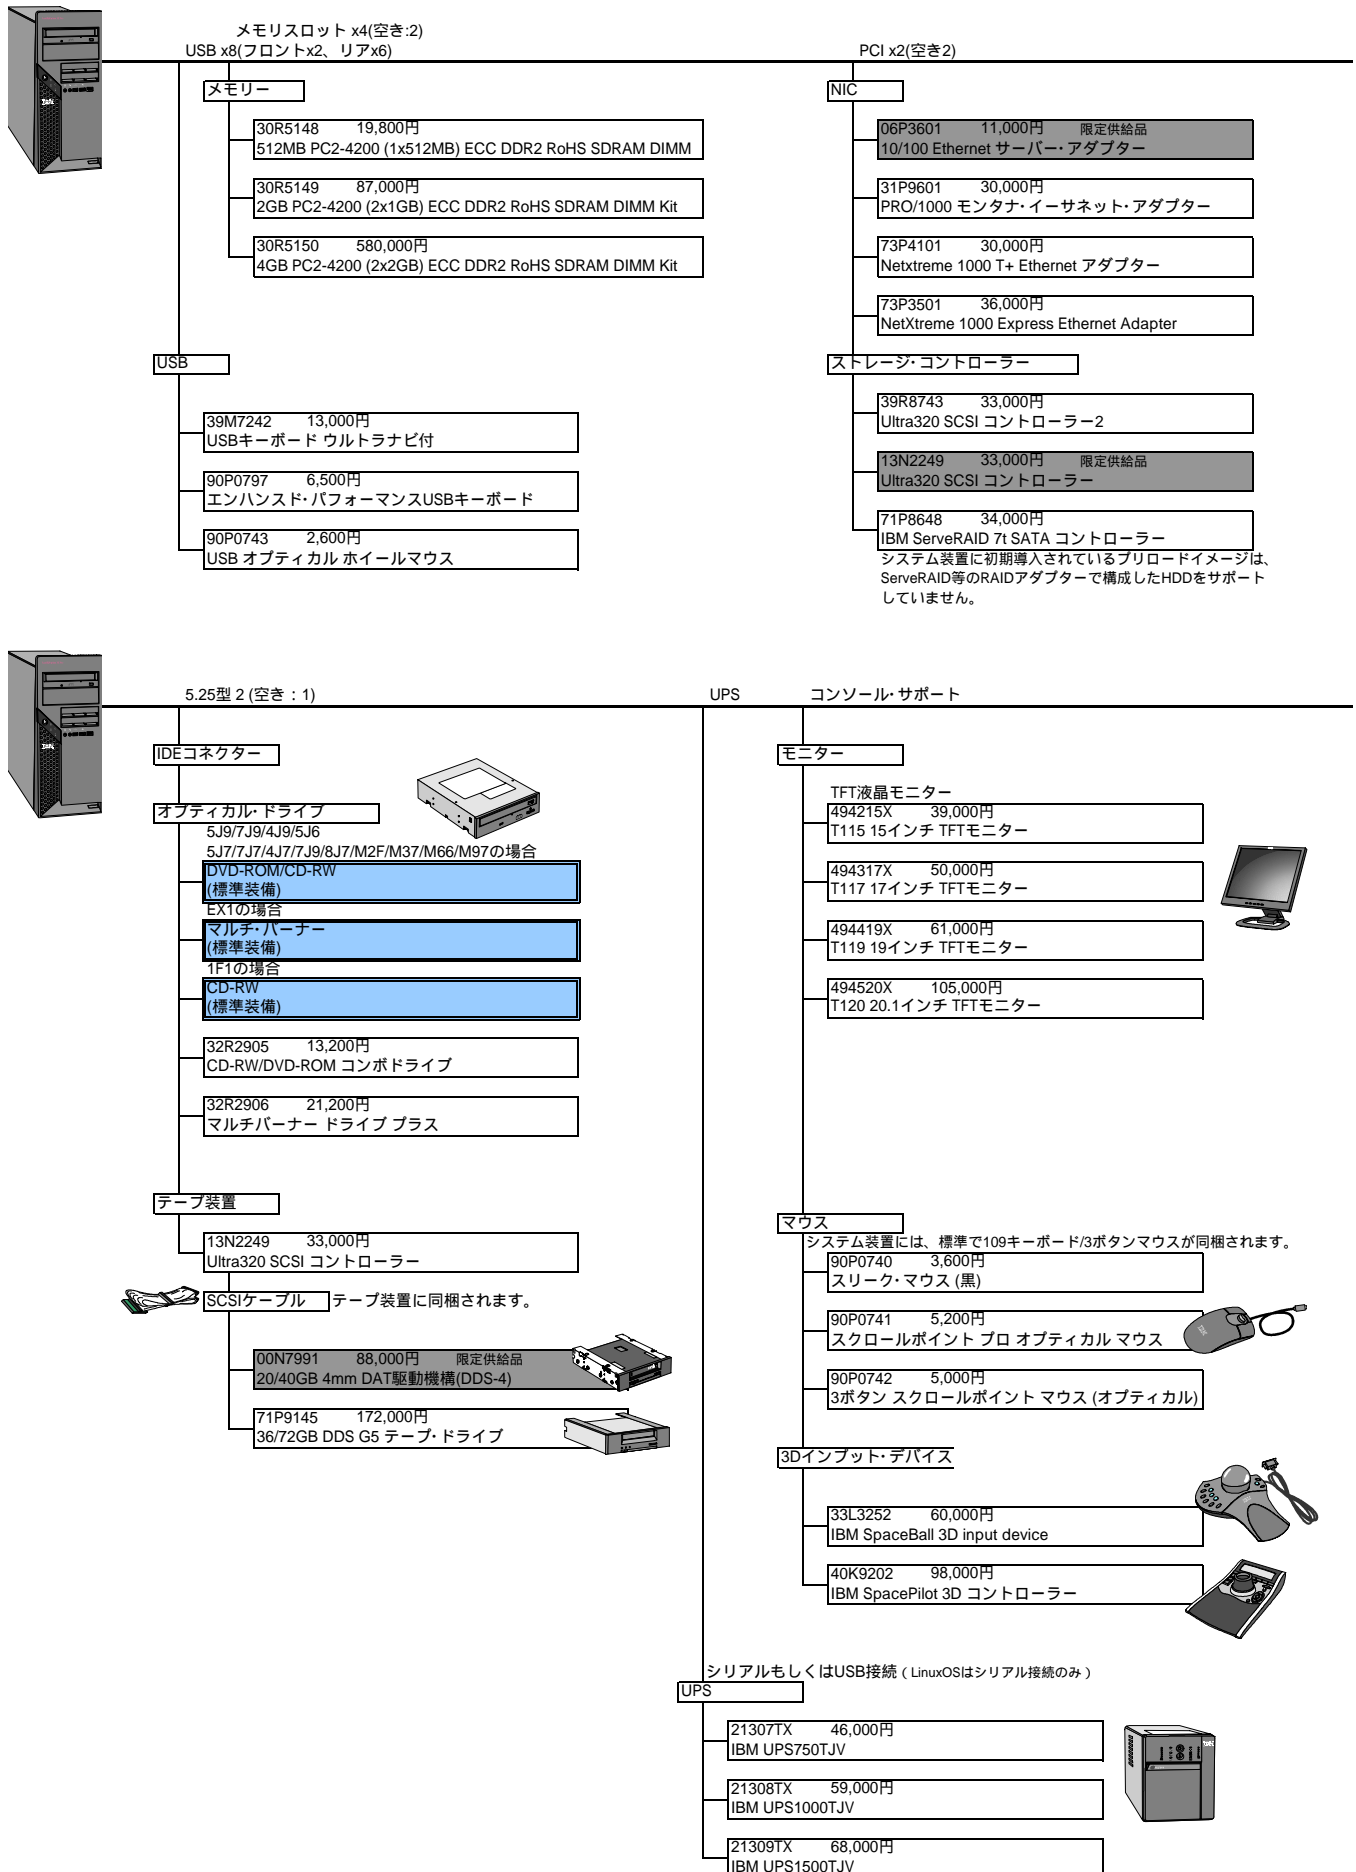 メモリスロット x4(空き:2)
USB x8(フロントx2、リアx6)
PCI x2(空き2)
メモリー
30R5148 19,800円
512MB PC2-4200 (1x512MB) ECC DDR2 RoHS SDRAM DIMM
30R5149 87,000円
2GB PC2-4200 (2x1GB) ECC DDR2 RoHS SDRAM DIMM Kit
30R5150 580,000円
4GB PC2-4200 (2x2GB) ECC DDR2 RoHS SDRAM DIMM Kit
USB
39M7242 13,000円
USBキーボード ウルトラナビ付
90P0797 6,500円
エンハンスド・パフォーマンスUSBキーボード
90P0743 2,600円
USB オプティカル ホイールマウス
NIC
06P3601 11,000円 限定供給品
10/100 Ethernet サーバー・アダプター
31P9601 30,000円
PRO/1000 モンタナ・イーサネット・アダプター
73P4101 30,000円
Netxtreme 1000 T+ Ethernet アダプター
73P3501 36,000円
NetXtreme 1000 Express Ethernet Adapter
ストレージ・コントローラー
39R8743 33,000円
Ultra320 SCSI コントローラー2
13N2249 33,000円 限定供給品
Ultra320 SCSI コントローラー
71P8648 34,000円
IBM ServeRAID 7t SATA コントローラー
システム装置に初期導入されているプリロードイメージは、
ServeRAID等のRAIDアダプターで構成したHDDをサポート
していません。
5.25型 2 (空き：1)
UPS
コンソール・サポート
IDEコネクター
オプティカル・ドライブ
5J9/7J9/4J9/5J6
5J7/7J7/4J7/7J9/8J7/M2F/M37/M66/M97の場合
DVD-ROM/CD-RW
(標準装備)
EX1の場合
マルチ・バーナー
(標準装備)
1F1の場合
CD-RW
(標準装備)
32R2905 13,200円
CD-RW/DVD-ROM コンボドライブ
32R2906 21,200円
マルチバーナー ドライブ プラス
テープ装置
13N2249 33,000円
Ultra320 SCSI コントローラー
SCSIケーブル テープ装置に同梱されます。
00N7991 88,000円 限定供給品
20/40GB 4mm DAT駆動機構(DDS-4)
71P9145 172,000円
36/72GB DDS G5 テープ・ドライブ
モニター
TFT液晶モニター
494215X 39,000円
T115 15インチ TFTモニター
494317X 50,000円
T117 17インチ TFTモニター
494419X 61,000円
T119 19インチ TFTモニター
494520X 105,000円
T120 20.1インチ TFTモニター
マウス
システム装置には、標準で109キーボード/3ボタンマウスが同梱されます。
90P0740 3,600円
スリーク・マウス (黒)
90P0741 5,200円
スクロールポイント プロ オプティカル マウス
90P0742 5,000円
3ボタン スクロールポイント マウス (オプティカル)
3Dインプット・デバイス
33L3252 60,000円
IBM SpaceBall 3D input device
40K9202 98,000円
IBM SpacePilot 3D コントローラー
シリアルもしくはUSB接続（LinuxOSはシリアル接続のみ）
UPS
21307TX 46,000円
IBM UPS750TJV
21308TX 59,000円
IBM UPS1000TJV
21309TX 68,000円
IBM UPS1500TJV